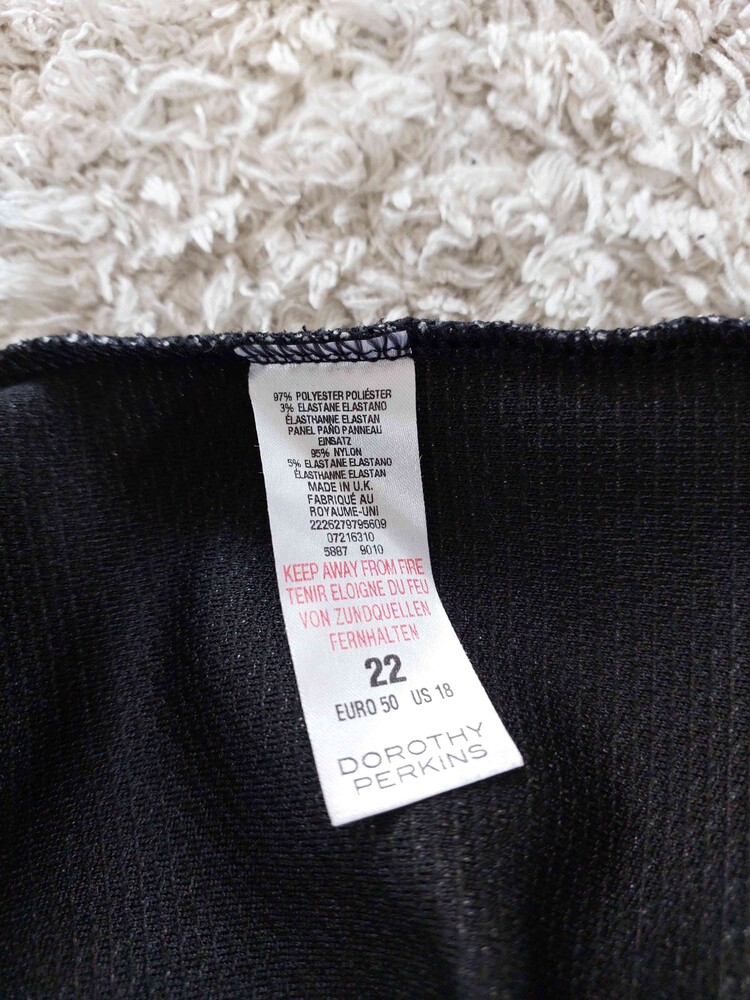 97% POLYESTER POLIÉSTER
3% ELASTANE ELASTANO
ÉLASTHANNE ELASTAN
PANEL PAÑO PANNEAU
EINSATZ
95% NYLON
5% ELASTANE ELASTANO
ÉLASTHANNE ELASTAN
MADE IN U.K.
FABRIQUÉ AU
ROYAUME-UNI
2226279795609
07216310
5887 9010
KEEP AWAY FROM FIRE
TENIR ELOIGNE DU FEU
VON ZUNDQUELLEN
FERNHALTEN
22
EURO 50 US 18
DOROTHY
PERKINS